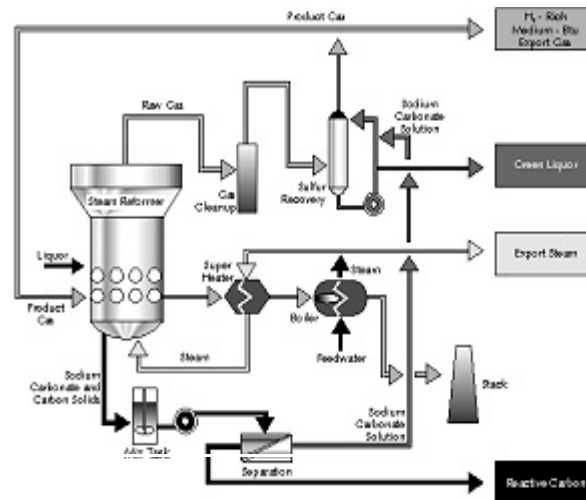 Product Gas
H₂ - Rich
Medium - Btu
Export Gas
Raw Gas
Sodium
Carbonate
Solution
Green Liquor
Gas
Cleanup
Sulfur
Recovery
Steam Reformer
Liquor
Super
Heater
Steam
Export Steam
Product
Gas
Boiler
Steam
Feedwater
Stack
Sodium
Carbonate and
Carbon Solids
Mix Tank
Sodium
Carbonate
Solution
Separation
Reactive Carbon